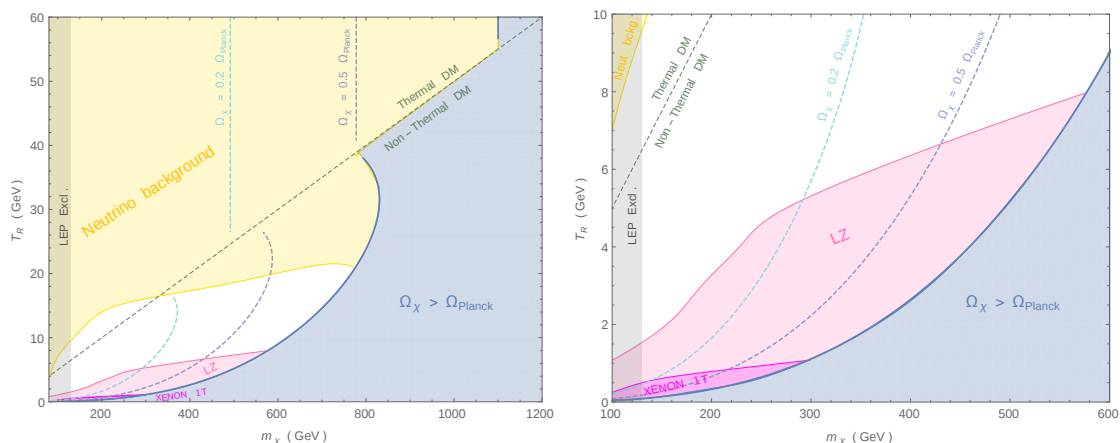 60
50
40
30
20
10
0
T_R ( GeV )
200
400
600
800
1000
1200
m_χ ( GeV )
LEP Excl.
Neutrino background
Ω_χ = 0.2 Ω_Planck
Ω_χ = 0.5 Ω_Planck
Thermal DM
Non-Thermal DM
Ω_χ > Ω_Planck
LZ
XENON 1T
10
8
6
4
2
0
T_R ( GeV )
100
200
300
400
500
600
m_χ ( GeV )
Neut. bckg.
LEP Excl.
Thermal DM
Non-Thermal DM
Ω_χ = 0.2 Ω_Planck
Ω_χ = 0.5 Ω_Planck
LZ
Ω_χ > Ω_Planck
XENON 1T